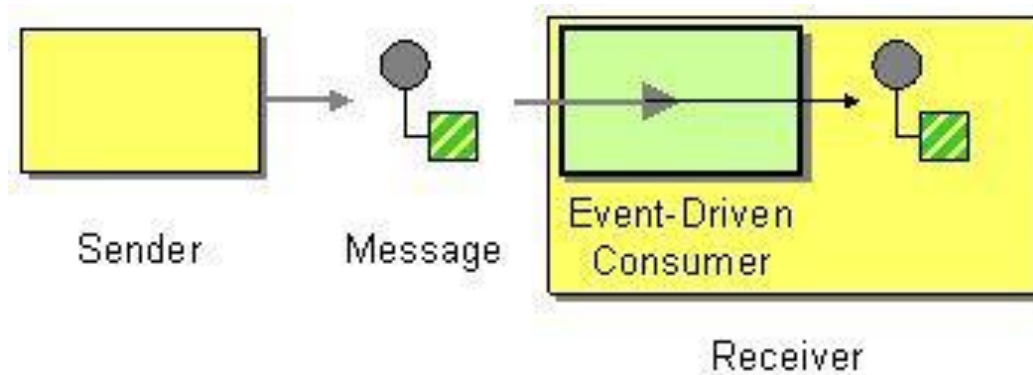 Sender
Message
Event-Driven
Consumer
Receiver